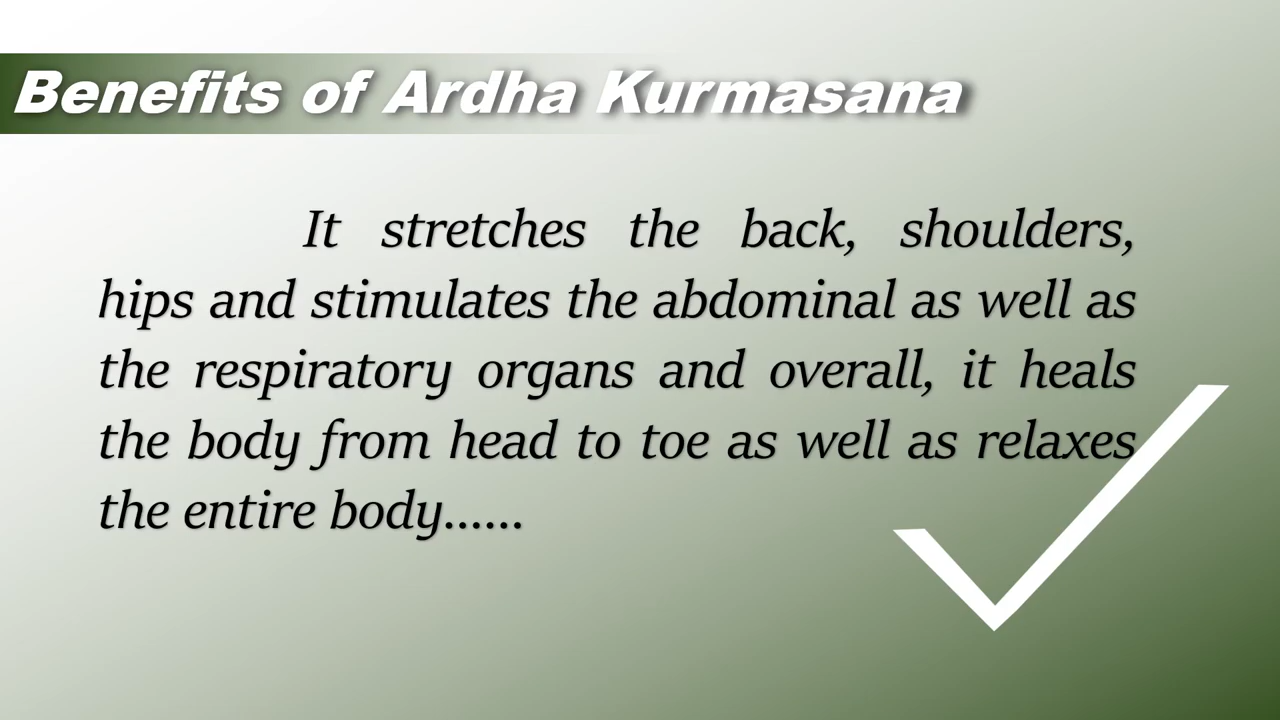 Benefits of Ardha Kurmasana
It stretches the back, shoulders,
hips and stimulates the abdominal as well as
the respiratory organs and overall, it heals
the body from head to toe as well as relaxes
the entire body......